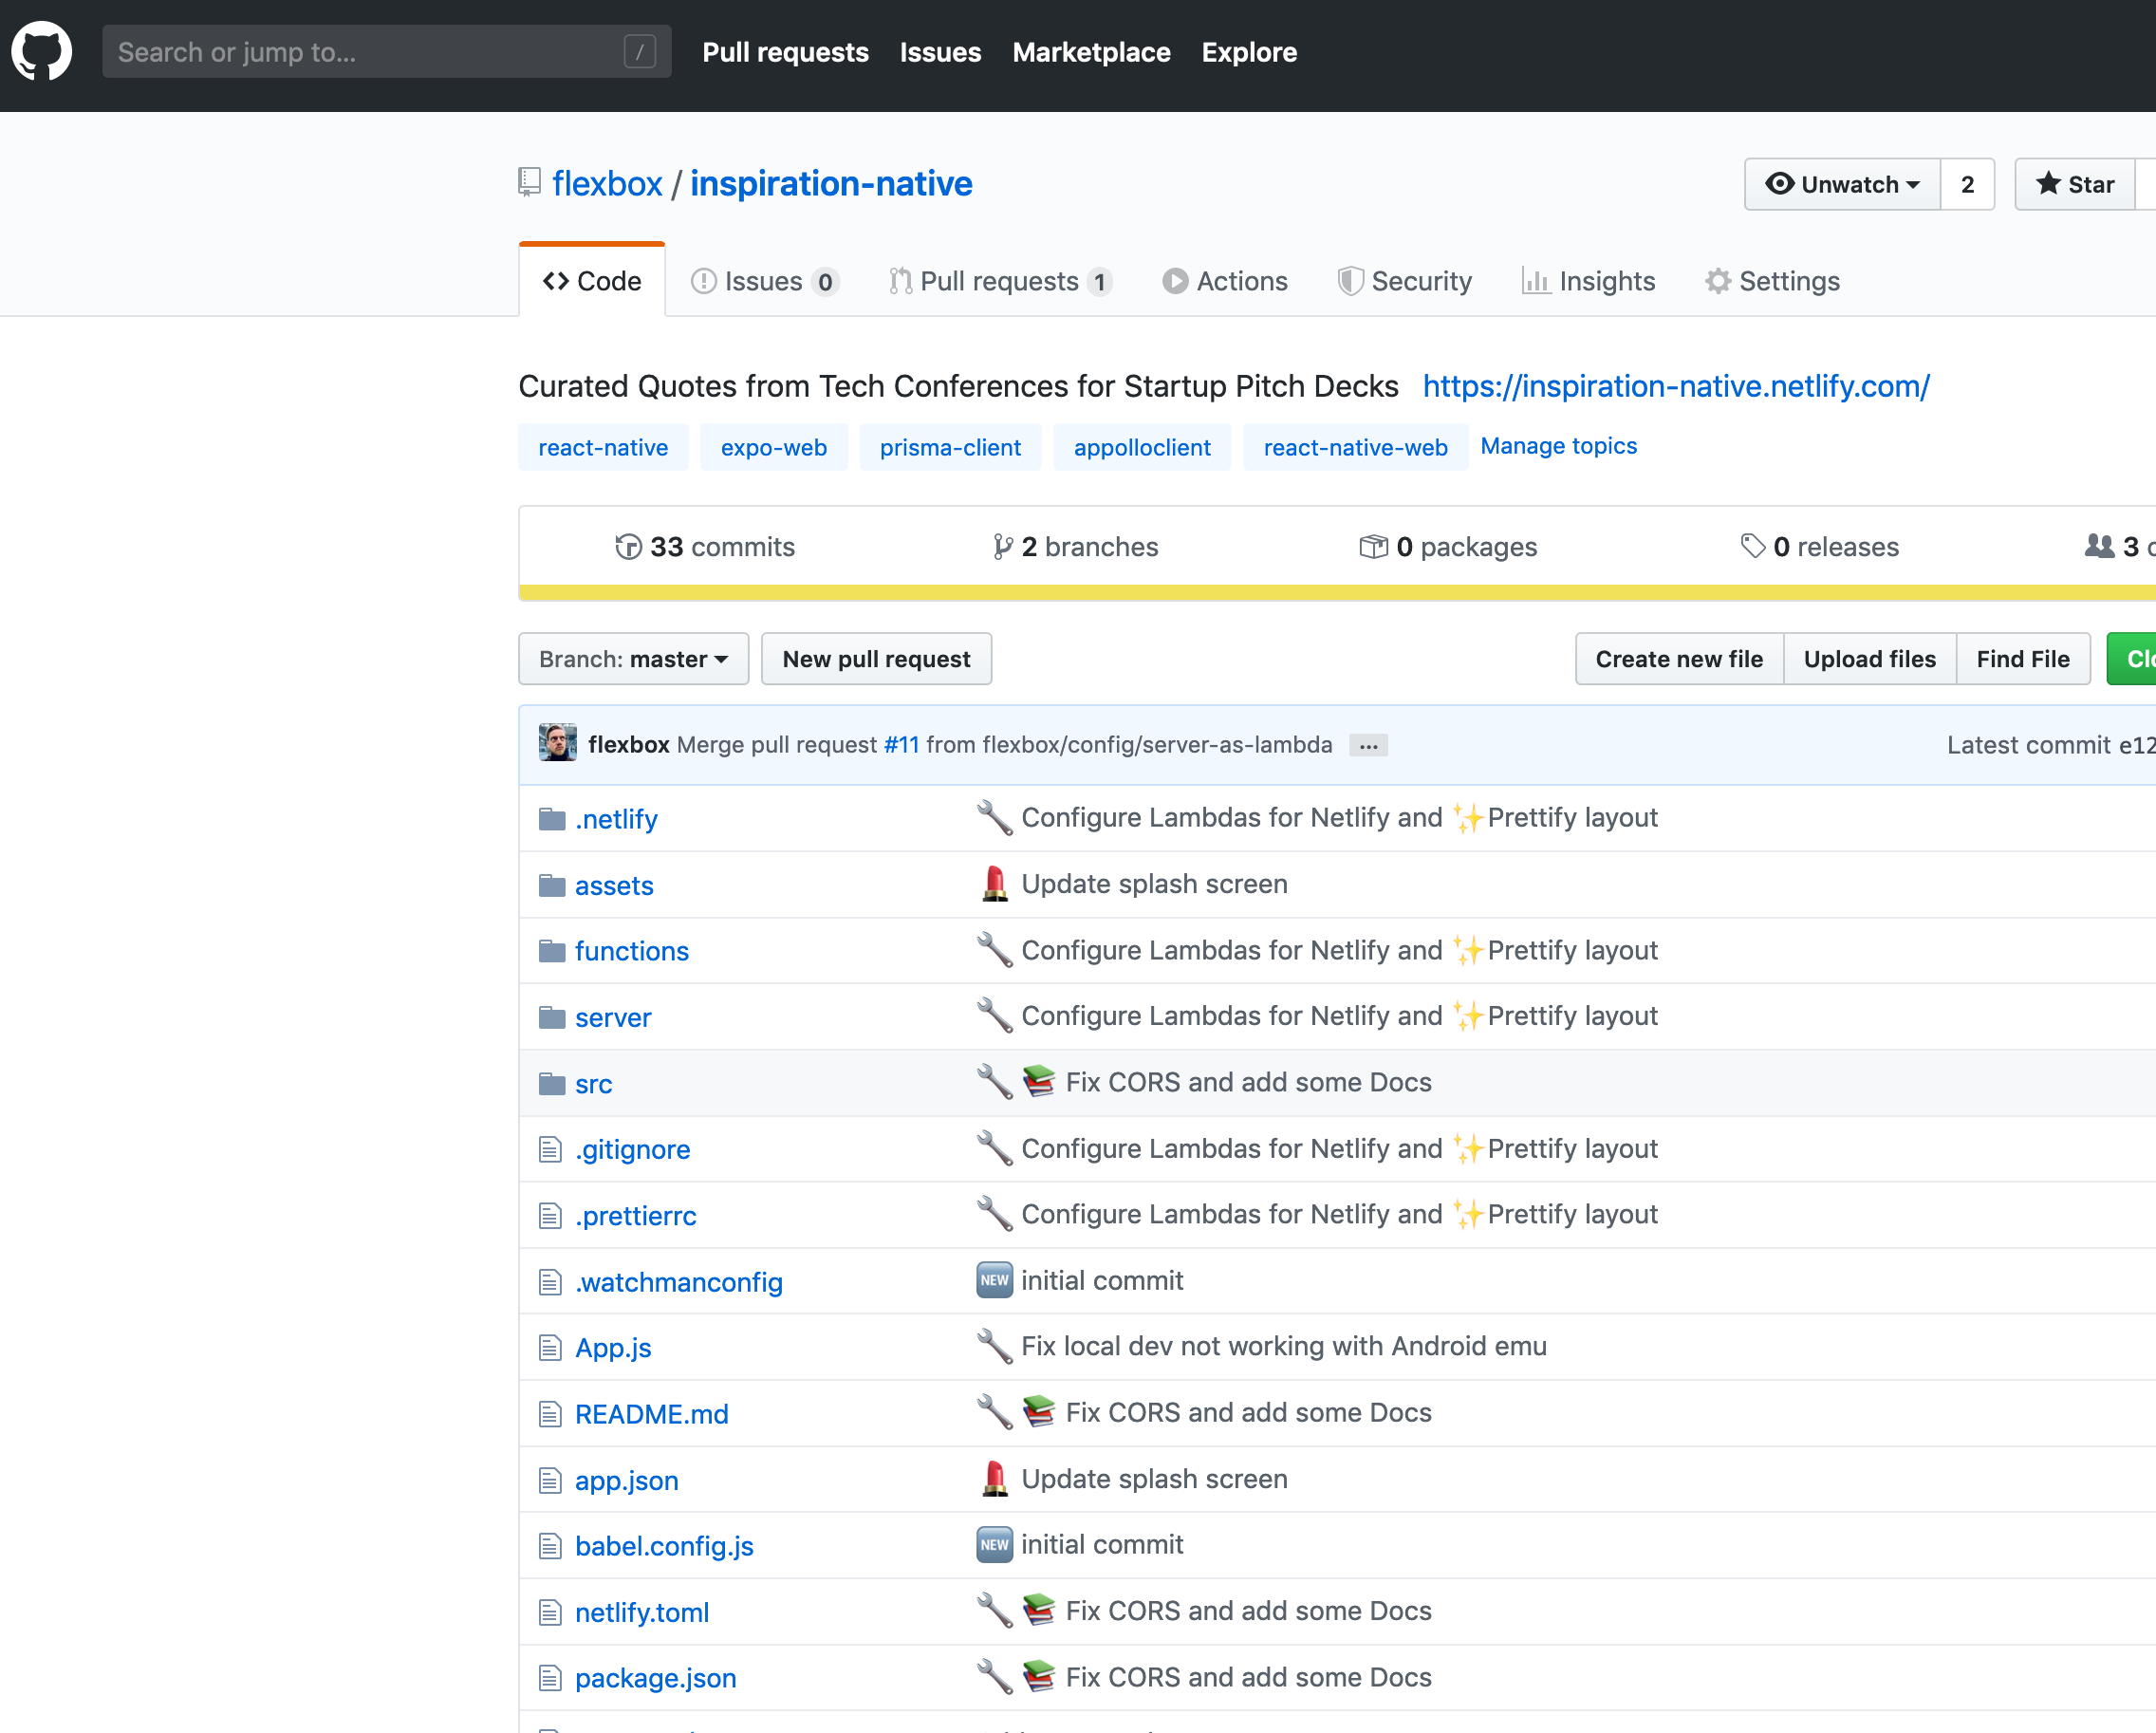 Search or jump to... / Pull requests Issues Marketplace Explore
flexbox / inspiration-native Unwatch 2 Star
Code Issues 0 Pull requests 1 Actions Security Insights Settings
Curated Quotes from Tech Conferences for Startup Pitch Decks https://inspiration-native.netlify.com/
react-native expo-web prisma-client appolloclient react-native-web Manage topics
33 commits 2 branches 0 packages 0 releases 3
Branch: master New pull request Create new file Upload files Find File
flexbox Merge pull request #11 from flexbox/config/server-as-lambda ... Latest commit e12
.netlify 🔧 Configure Lambdas for Netlify and ✨Prettify layout
assets 💄 Update splash screen
functions 🔧 Configure Lambdas for Netlify and ✨Prettify layout
server 🔧 Configure Lambdas for Netlify and ✨Prettify layout
src 🔧 📚 Fix CORS and add some Docs
.gitignore 🔧 Configure Lambdas for Netlify and ✨Prettify layout
.prettierrc 🔧 Configure Lambdas for Netlify and ✨Prettify layout
.watchmanconfig 🆕 initial commit
App.js 🔧 Fix local dev not working with Android emu
README.md 🔧 📚 Fix CORS and add some Docs
app.json 💄 Update splash screen
babel.config.js 🆕 initial commit
netlify.toml 🔧 📚 Fix CORS and add some Docs
package.json 🔧 📚 Fix CORS and add some Docs